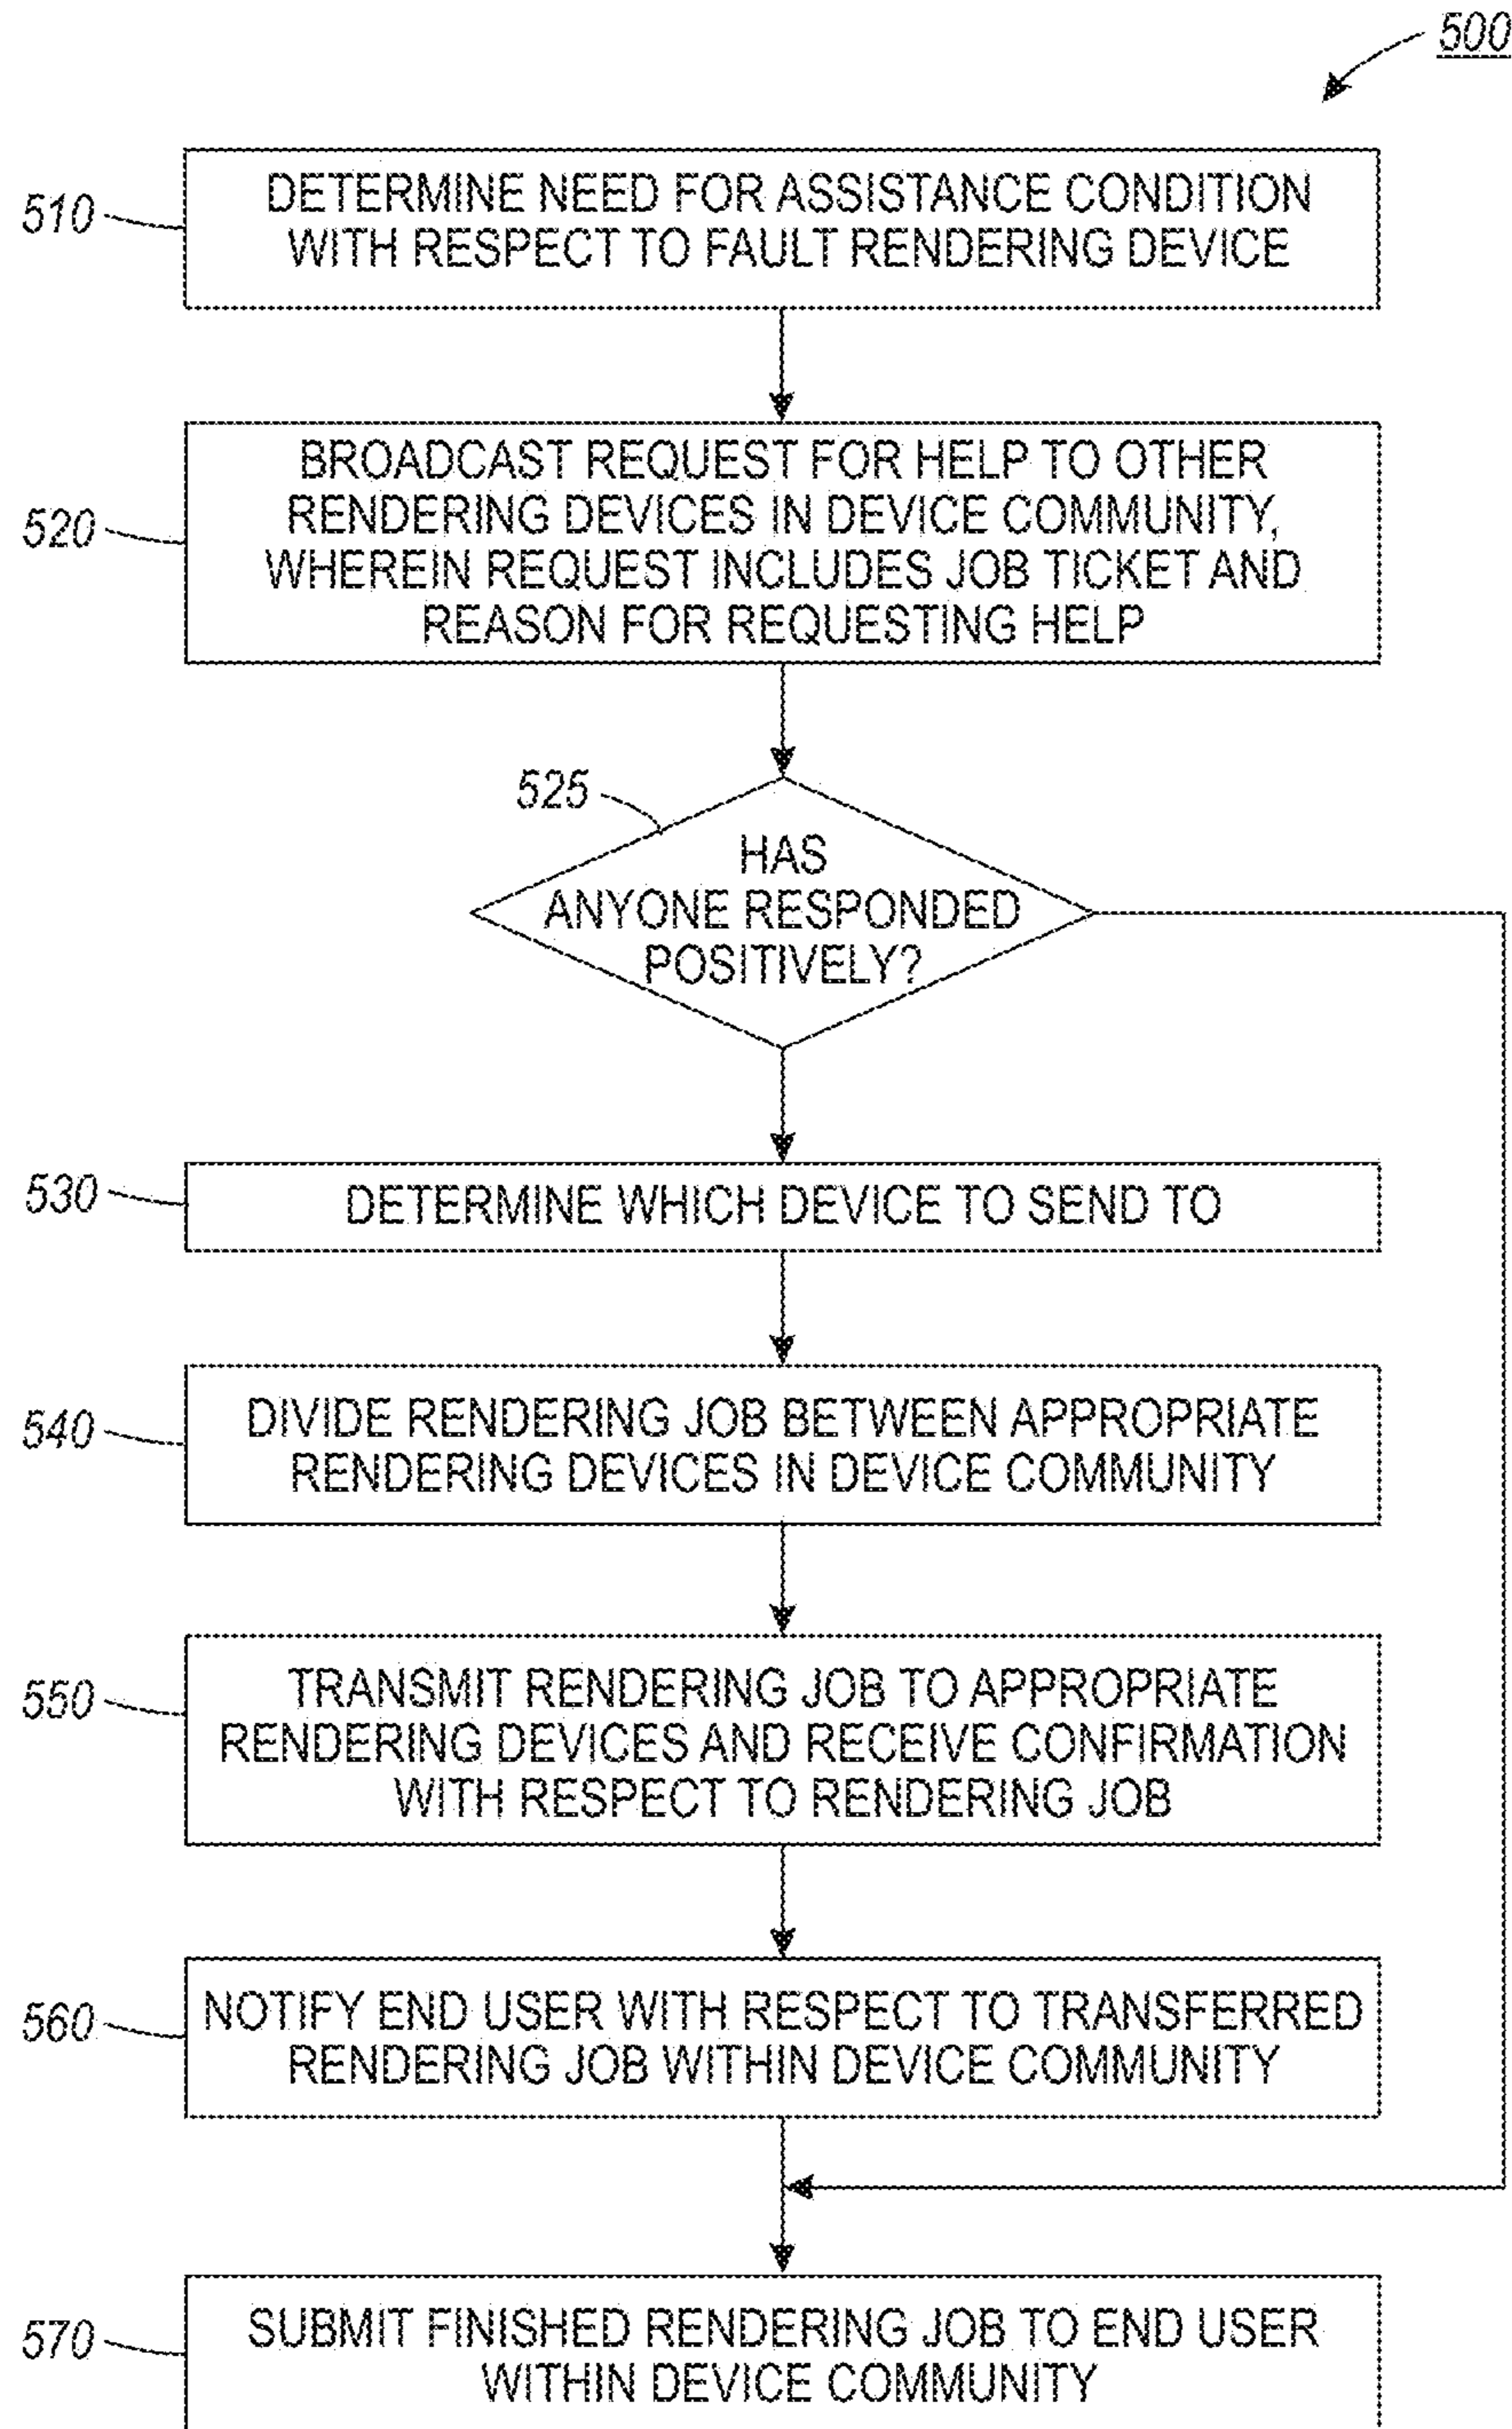 500
510
DETERMINE NEED FOR ASSISTANCE CONDITION
WITH RESPECT TO FAULT RENDERING DEVICE
520
BROADCAST REQUEST FOR HELP TO OTHER
RENDERING DEVICES IN DEVICE COMMUNITY,
WHEREIN REQUEST INCLUDES JOB TICKET AND
REASON FOR REQUESTING HELP
525
HAS
ANYONE RESPONDED
POSITIVELY?
530
DETERMINE WHICH DEVICE TO SEND TO
540
DIVIDE RENDERING JOB BETWEEN APPROPRIATE
RENDERING DEVICES IN DEVICE COMMUNITY
550
TRANSMIT RENDERING JOB TO APPROPRIATE
RENDERING DEVICES AND RECEIVE CONFIRMATION
WITH RESPECT TO RENDERING JOB
560
NOTIFY END USER WITH RESPECT TO TRANSFERRED
RENDERING JOB WITHIN DEVICE COMMUNITY
570
SUBMIT FINISHED RENDERING JOB TO END USER
WITHIN DEVICE COMMUNITY